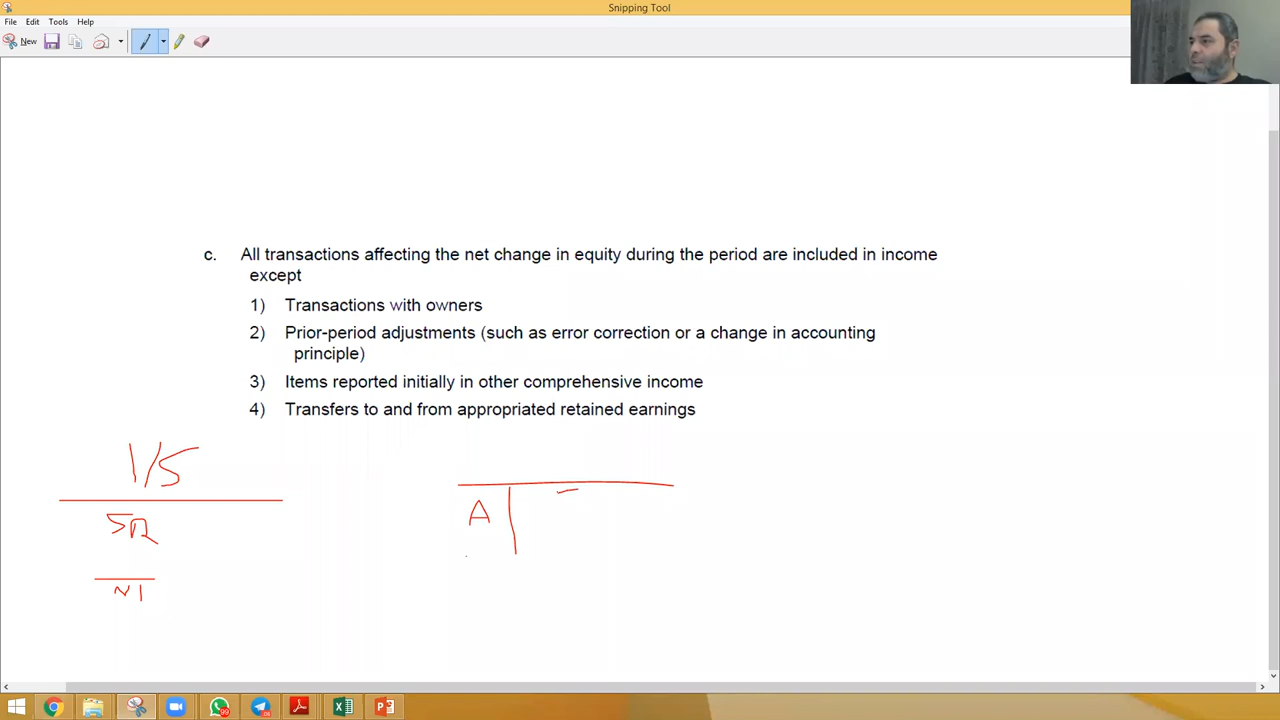 Snipping Tool
File Edit Tools Help
New
c. All transactions affecting the net change in equity during the period are included in income
except
1) Transactions with owners
2) Prior-period adjustments (such as error correction or a change in accounting
principle)
3) Items reported initially in other comprehensive income
4) Transfers to and from appropriated retained earnings
I/S
SR
NI
A
99